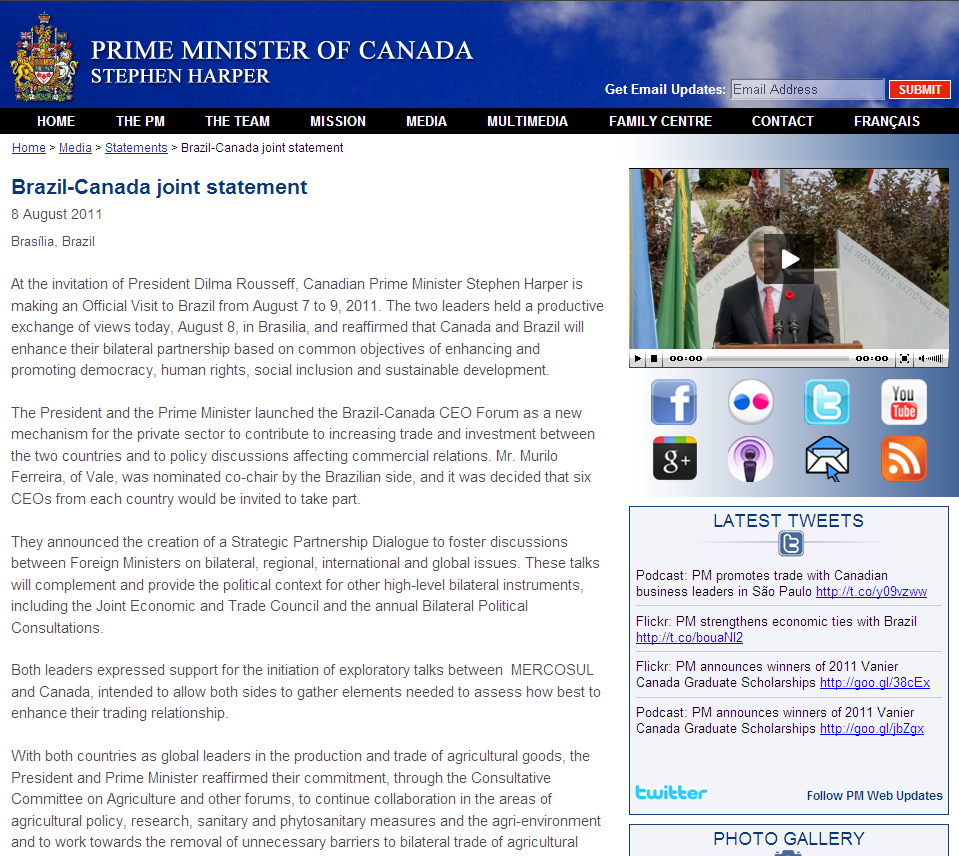 PRIME MINISTER OF CANADA
STEPHEN HARPER
Get Email Updates: Email Address SUBMIT
HOME THE PM THE TEAM MISSION MEDIA MULTIMEDIA FAMILY CENTRE CONTACT FRANÇAIS
Home > Media > Statements > Brazil-Canada joint statement
Brazil-Canada joint statement
8 August 2011
Brasília, Brazil
At the invitation of President Dilma Rousseff, Canadian Prime Minister Stephen Harper is
making an Official Visit to Brazil from August 7 to 9, 2011. The two leaders held a productive
exchange of views today, August 8, in Brasilia, and reaffirmed that Canada and Brazil will
enhance their bilateral partnership based on common objectives of enhancing and
promoting democracy, human rights, social inclusion and sustainable development.
The President and the Prime Minister launched the Brazil-Canada CEO Forum as a new
mechanism for the private sector to contribute to increasing trade and investment between
the two countries and to policy discussions affecting commercial relations. Mr. Murilo
Ferreira, of Vale, was nominated co-chair by the Brazilian side, and it was decided that six
CEOs from each country would be invited to take part.
They announced the creation of a Strategic Partnership Dialogue to foster discussions
between Foreign Ministers on bilateral, regional, international and global issues. These talks
will complement and provide the political context for other high-level bilateral instruments,
including the Joint Economic and Trade Council and the annual Bilateral Political
Consultations.
Both leaders expressed support for the initiation of exploratory talks between MERCOSUL
and Canada, intended to allow both sides to gather elements needed to assess how best to
enhance their trading relationship.
With both countries as global leaders in the production and trade of agricultural goods, the
President and Prime Minister reaffirmed their commitment, through the Consultative
Committee on Agriculture and other forums, to continue collaboration in the areas of
agricultural policy, research, sanitary and phytosanitary measures and the agri-environment
and to work towards the removal of unnecessary barriers to bilateral trade of agricultural
LE MONUMENT NATIONAL DES
00:00 00:00
You
Tube
g+
LATEST TWEETS
Podcast: PM promotes trade with Canadian
business leaders in São Paulo http://t.co/y09vzww
Flickr: PM strengthens economic ties with Brazil
http://t.co/bouaNl2
Flickr: PM announces winners of 2011 Vanier
Canada Graduate Scholarships http://goo.gl/38cEx
Podcast: PM announces winners of 2011 Vanier
Canada Graduate Scholarships http://goo.gl/jbZgx
twitter Follow PM Web Updates
PHOTO GALLERY